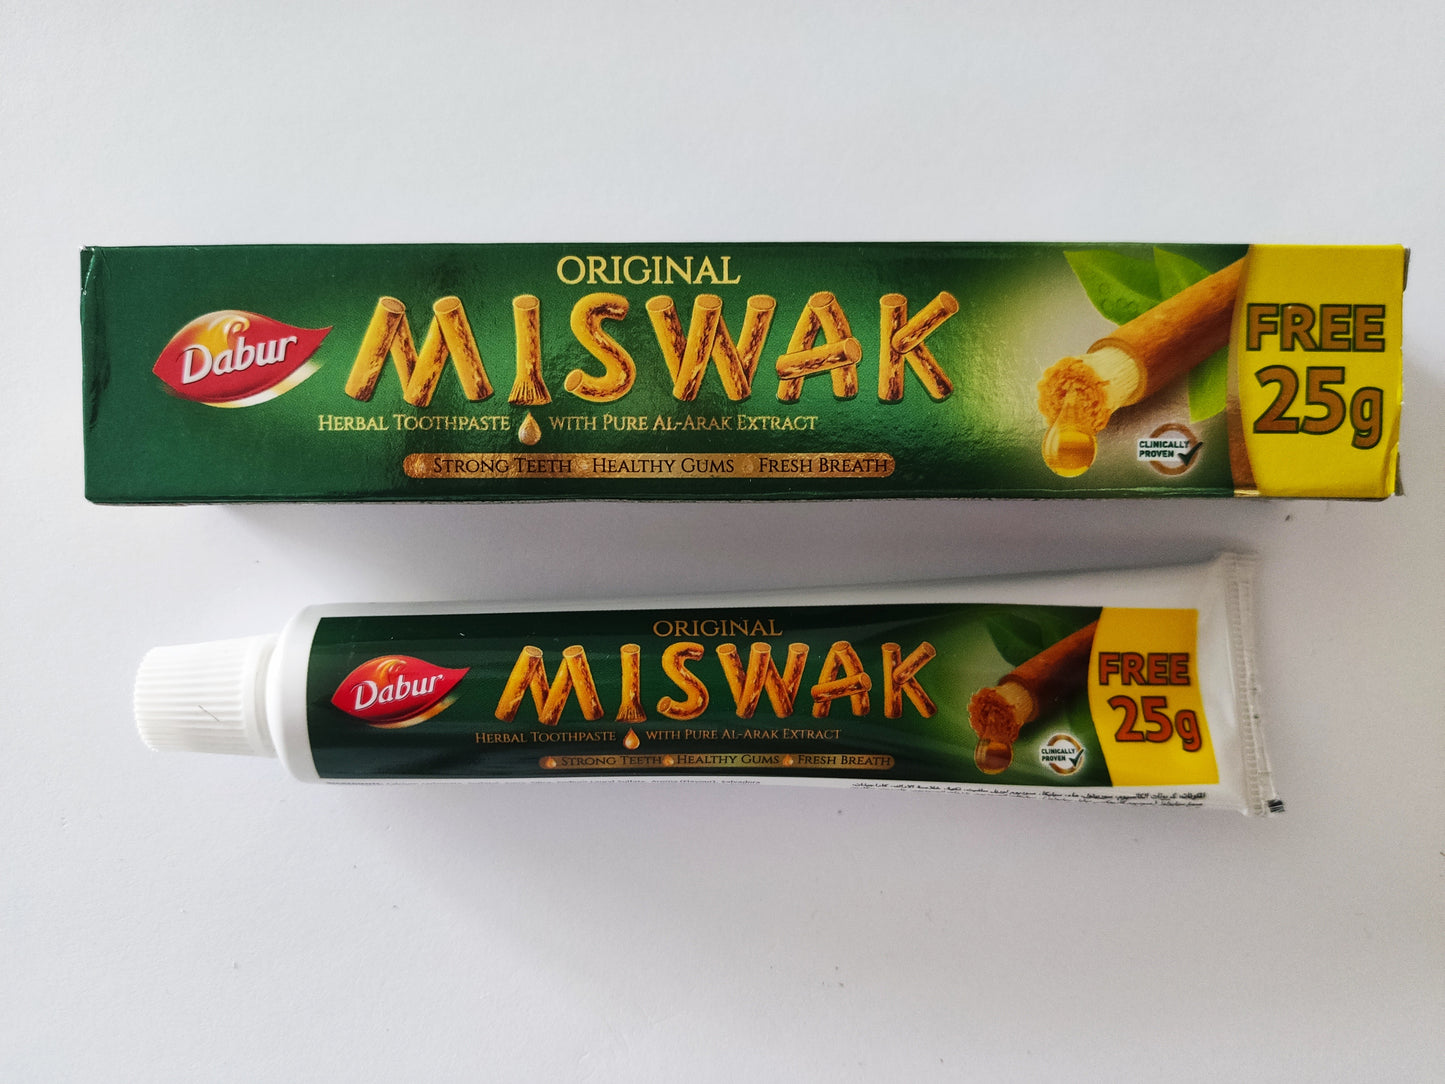 ORIGINAL
Dabur
MISWAK
HERBAL TOOTHPASTE WITH PURE AL-ARAK EXTRACT
STRONG TEETH HEALTHY GUMS FRESH BREATH
CLINICALLY
PROVEN
FREE
25g
ORIGINAL
Dabur
MISWAK
HERBAL TOOTHPASTE WITH PURE AL-ARAK EXTRACT
STRONG TEETH HEALTHY GUMS FRESH BREATH
CLINICALLY
PROVEN
FREE
25g